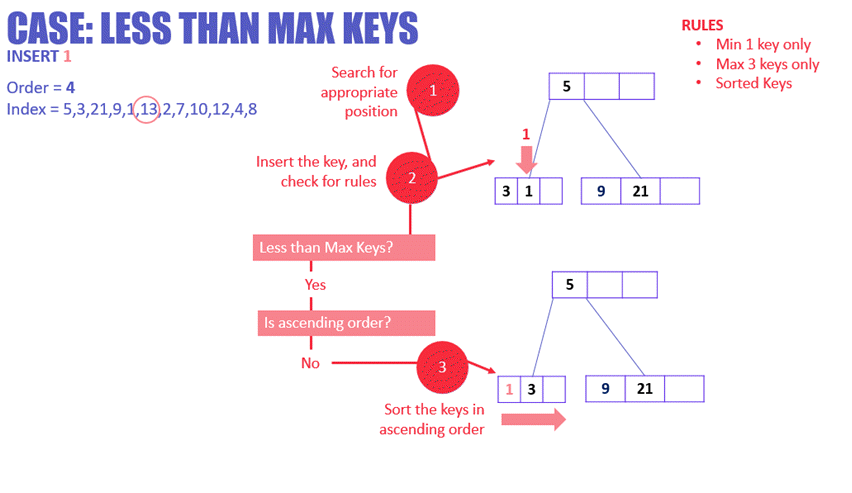 CASE: LESS THAN MAX KEYS
INSERT 1
Order = 4
Index = 5,3,21,9,1,13,2,7,10,12,4,8
RULES
• Min 1 key only
• Max 3 keys only
• Sorted Keys
Search for
appropriate
position
1
5
1
Insert the key, and
check for rules
2
3 1
9 21
Less than Max Keys?
Yes
5
Is ascending order?
No
3
1 3
9 21
Sort the keys in
ascending order